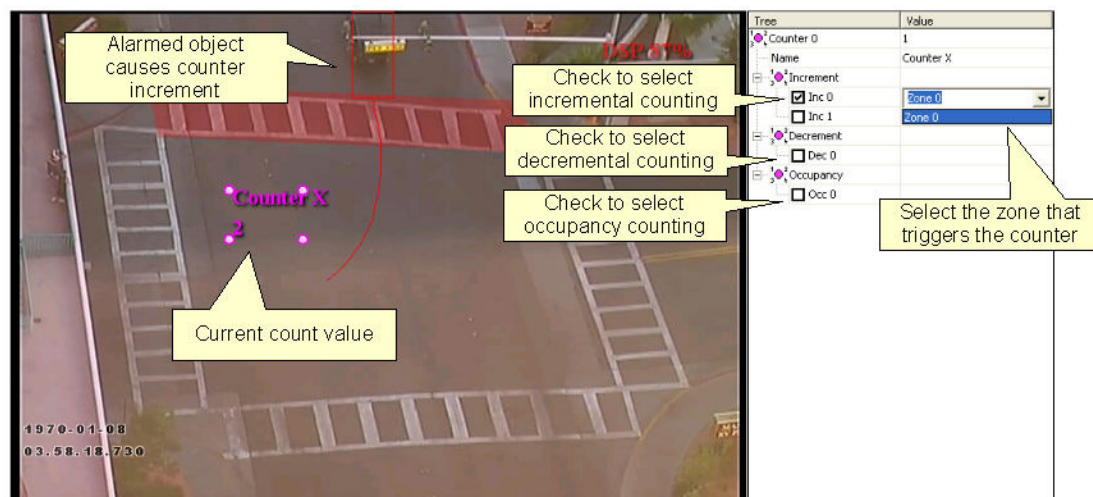 Alarmed object
causes counter
increment
DSP 87%
Counter X
2
Current count value
1970-01-08
03.58.18.730
Check to select
incremental counting
Check to select
decremental counting
Check to select
occupancy counting
Tree Value
Counter 0 1
Name Counter X
Increment
Inc 0 Zone 0
Inc 1 Zone 0
Decrement
Dec 0
Occupancy
Occ 0
Select the zone that
triggers the counter